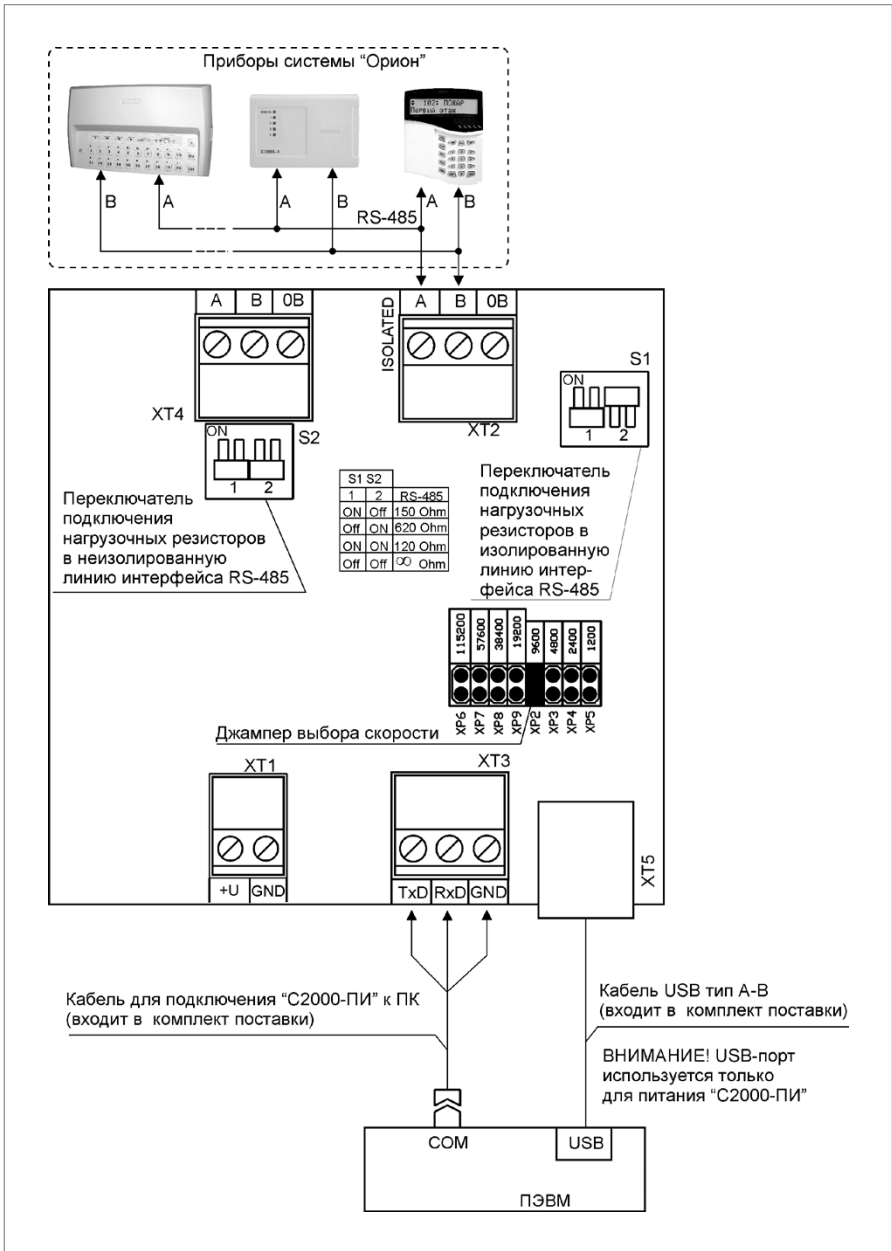 Приборы системы “Орион”
102: ПОЖАР
Первый этаж
B A A B A B
RS-485
A B 0B
ISOLATED
A B 0B
XT4
XT2
S1
ON
1 2
ON
S2
1 2
S1 S2
1 2 RS-485
ON Off 150 Ohm
Off ON 620 Ohm
ON ON 120 Ohm
Off Off ∞ Ohm
Переключатель
подключения
нагрузочных резисторов
в неизолированную
линию интерфейса RS-485
Переключатель
подключения
нагрузочных
резисторов в
изолированную
линию интер-
фейса RS-485
115200 57600 38400 19200 9600 4800 2400 1200
XP6 XP7 XP8 XP9 XP2 XP3 XP4 XP5
Джампер выбора скорости
XT1
XT3
XT5
+U GND
TxD RxD GND
Кабель для подключения “С2000-ПИ” к ПК
(входит в комплект поставки)
Кабель USB тип А-В
(входит в комплект поставки)
ВНИМАНИЕ! USB-порт
используется только
для питания “С2000-ПИ”
COM
USB
ПЭВМ